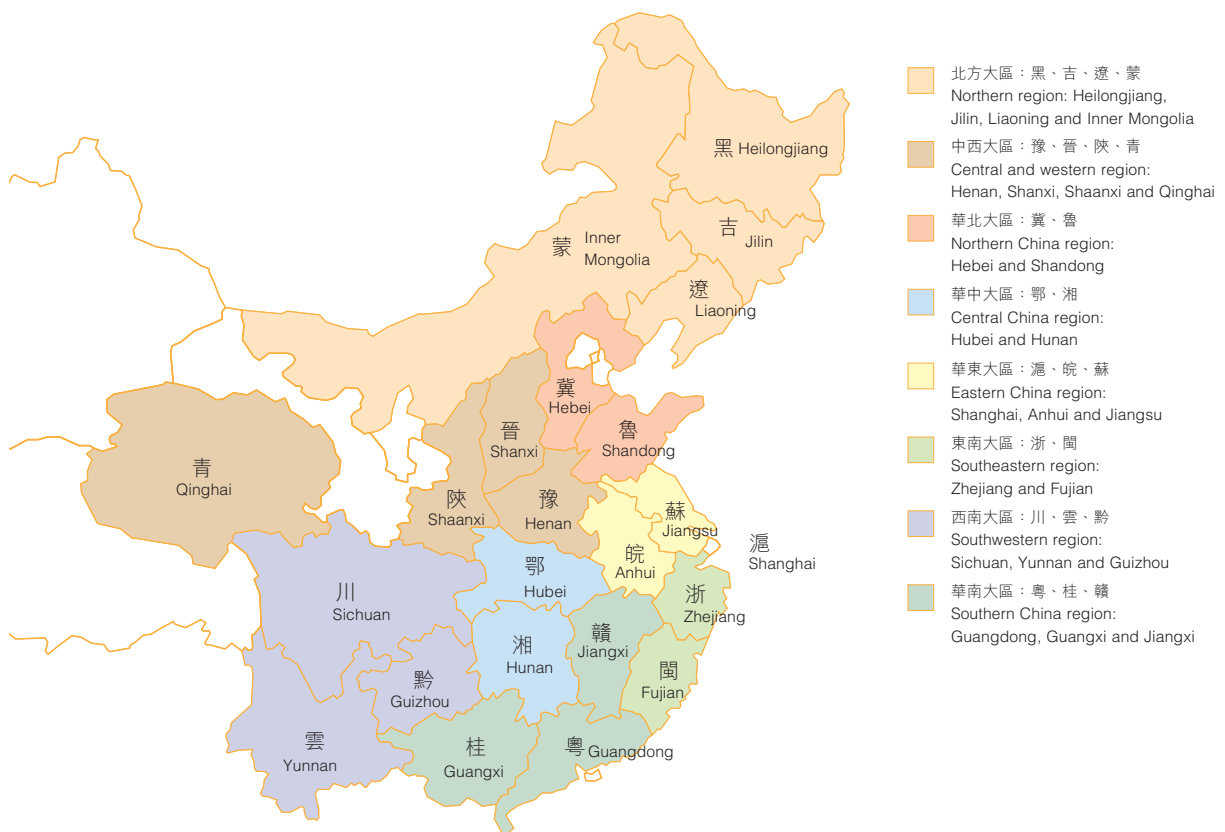 黑 Heilongjiang
吉
Jilin
蒙
Inner
Mongolia
遼
Liaoning
冀
Hebei
魯
Shandong
晉
Shanxi
青
Qinghai
陝
Shaanxi
豫
Henan
蘇
Jiangsu
皖
Anhui
滬
Shanghai
鄂
Hubei
川
Sichuan
浙
Zhejiang
湘
Hunan
贛
Jiangxi
閩
Fujian
黔
Guizhou
雲
Yunnan
桂
Guangxi
粵 Guangdong
北方大區：黑、吉、遼、蒙
Northern region: Heilongjiang,
Jilin, Liaoning and Inner Mongolia
中西大區：豫、晉、陝、青
Central and western region:
Henan, Shanxi, Shaanxi and Qinghai
華北大區：冀、魯
Northern China region:
Hebei and Shandong
華中大區：鄂、湘
Central China region:
Hubei and Hunan
華東大區：滬、皖、蘇
Eastern China region:
Shanghai, Anhui and Jiangsu
東南大區：浙、閩
Southeastern region:
Zhejiang and Fujian
西南大區：川、雲、黔
Southwestern region:
Sichuan, Yunnan and Guizhou
華南大區：粵、桂、贛
Southern China region:
Guangdong, Guangxi and Jiangxi